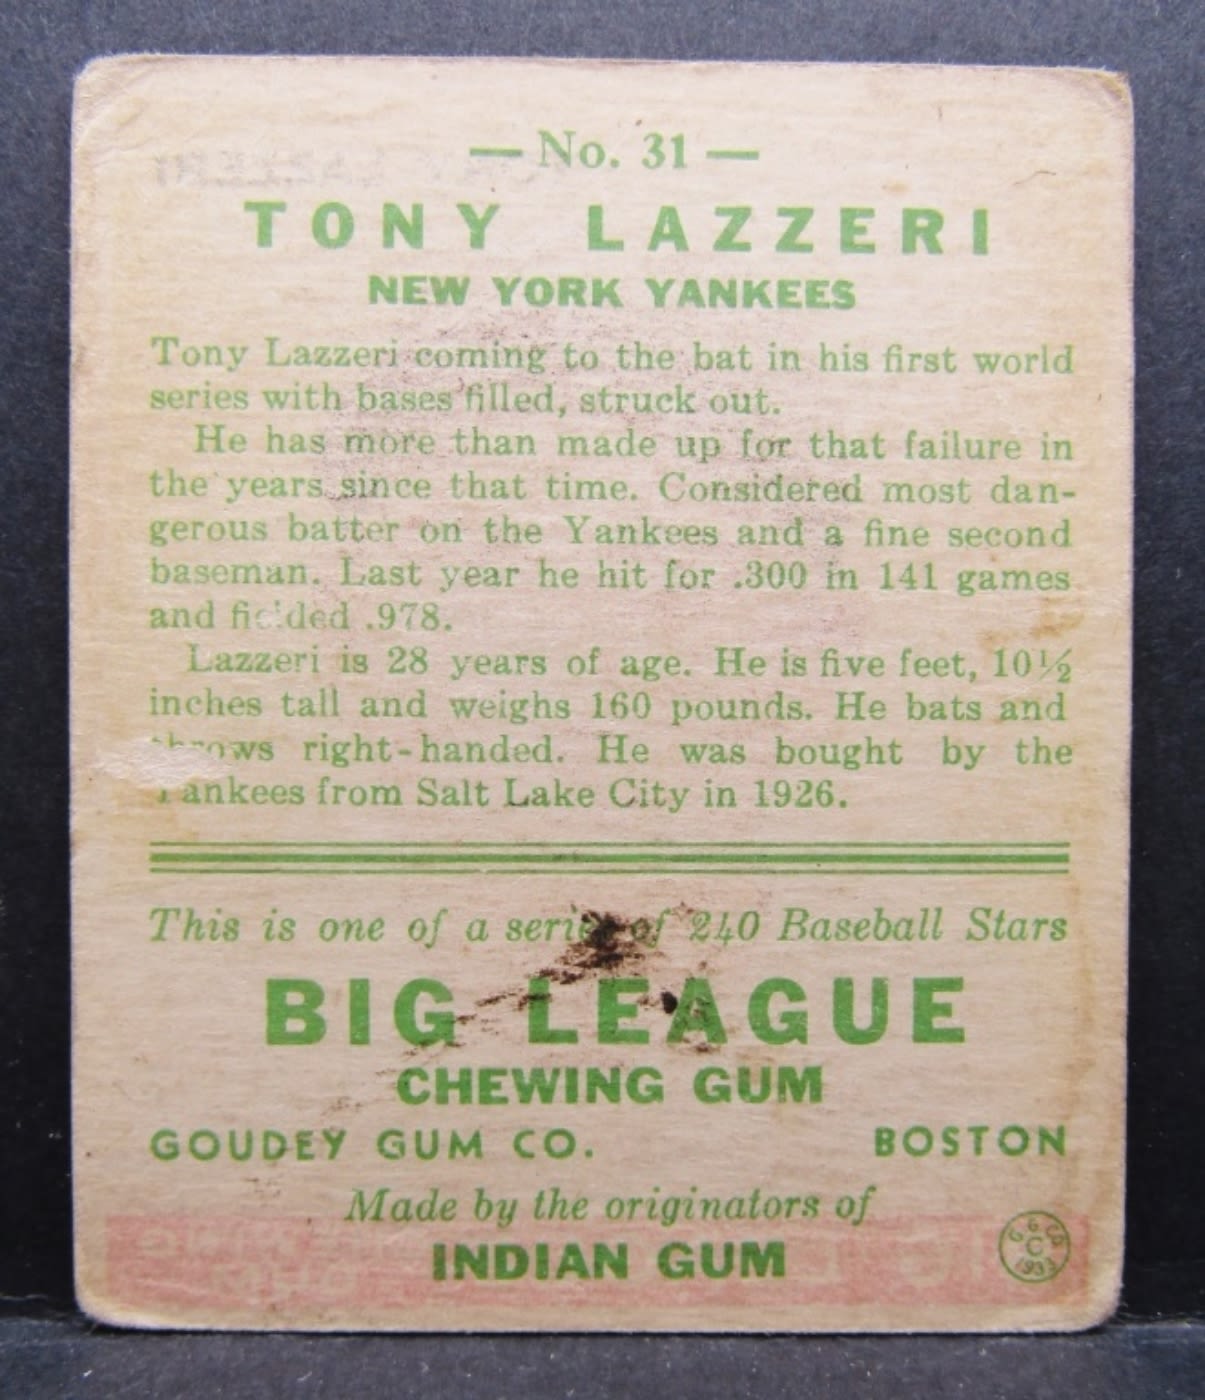 — No. 31 —
TONY LAZZERI
NEW YORK YANKEES
Tony Lazzeri coming to the bat in his first world
series with bases filled, struck out.
He has more than made up for that failure in
the years since that time. Considered most dan-
gerous batter on the Yankees and a fine second
baseman. Last year he hit for .300 in 141 games
and fielded .978.
Lazzeri is 28 years of age. He is five feet, 10½
inches tall and weighs 160 pounds. He bats and
throws right-handed. He was bought by the
Yankees from Salt Lake City in 1926.
This is one of a series of 240 Baseball Stars
BIG LEAGUE
CHEWING GUM
GOUDEY GUM CO. BOSTON
Made by the originators of
INDIAN GUM
G. G. CO.
C
1933